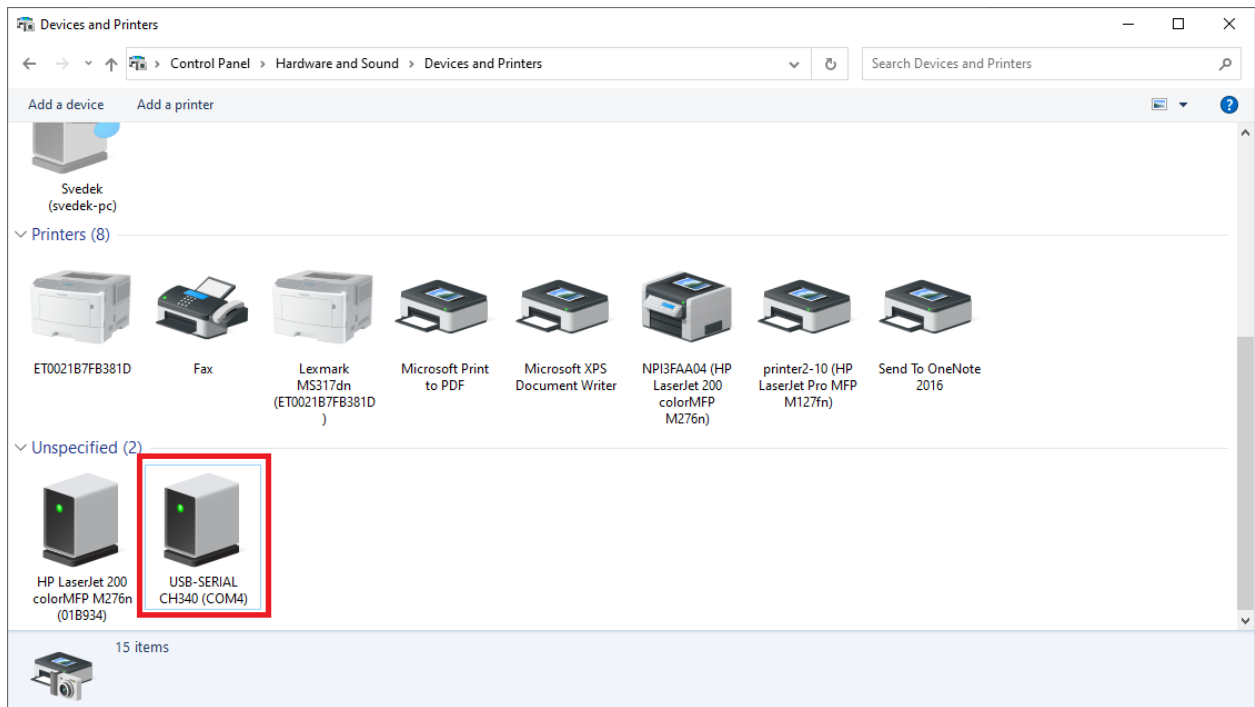 Devices and Printers
Control Panel > Hardware and Sound > Devices and Printers
Search Devices and Printers
Add a device Add a printer
Svedek
(svedek-pc)
Printers (8)
ET0021B7FB381D
Fax
Lexmark
MS317dn
(ET0021B7FB381D
)
Microsoft Print
to PDF
Microsoft XPS
Document Writer
NPI3FAA04 (HP
LaserJet 200
colorMFP
M276n)
printer2-10 (HP
LaserJet Pro MFP
M127fn)
Send To OneNote
2016
Unspecified (2)
HP LaserJet 200
colorMFP M276n
(01B934)
USB-SERIAL
CH340 (COM4)
15 items